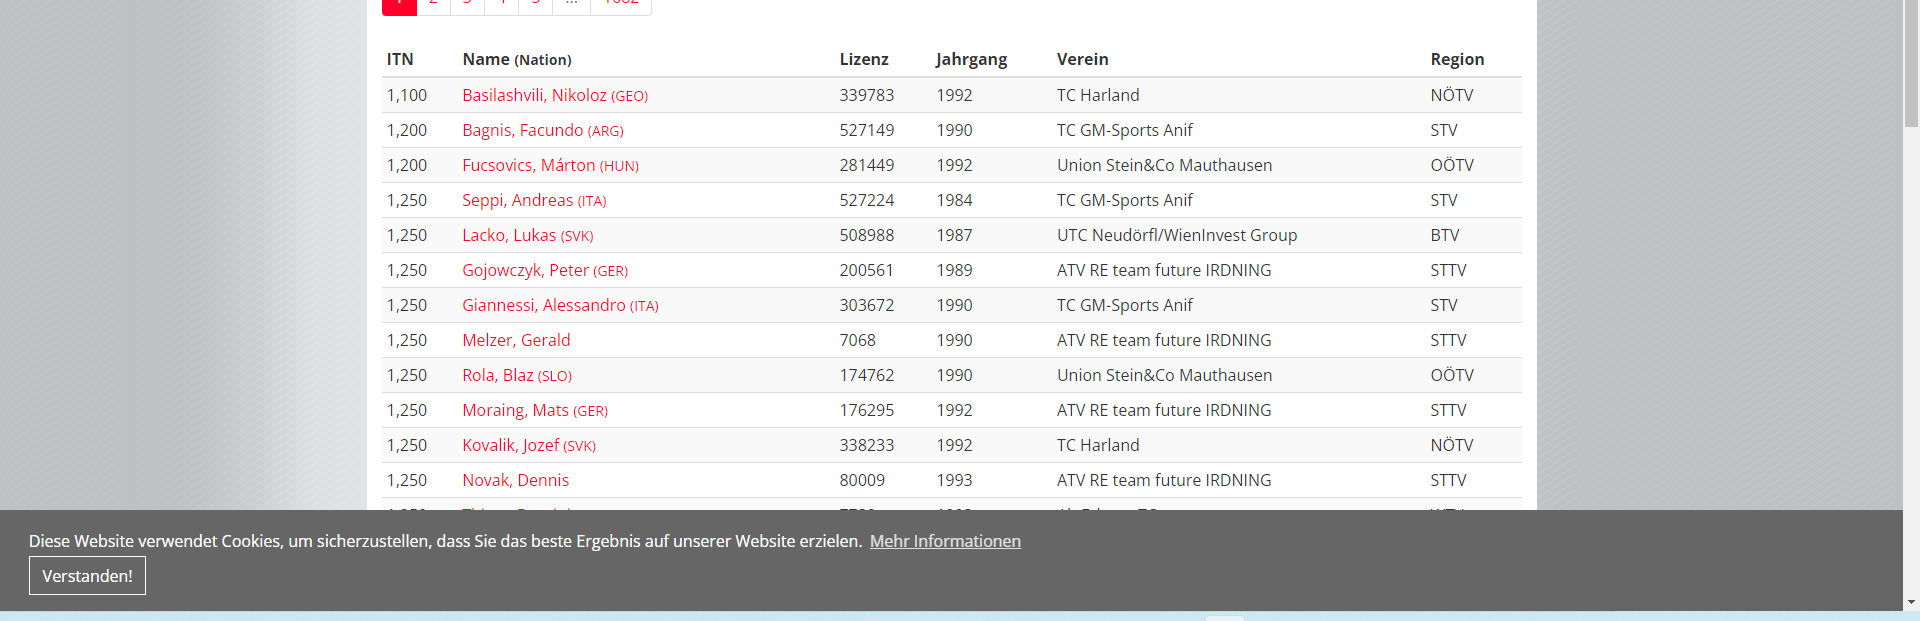 1 2 3 4 5 ... 1682
ITN Name (Nation) Lizenz Jahrgang Verein Region
1,100 Basilashvili, Nikoloz (GEO) 339783 1992 TC Harland NÖTV
1,200 Bagnis, Facundo (ARG) 527149 1990 TC GM-Sports Anif STV
1,200 Fucsovics, Márton (HUN) 281449 1992 Union Stein&Co Mauthausen OÖTV
1,250 Seppi, Andreas (ITA) 527224 1984 TC GM-Sports Anif STV
1,250 Lacko, Lukas (SVK) 508988 1987 UTC Neudörfl/WienInvest Group BTV
1,250 Gojowczyk, Peter (GER) 200561 1989 ATV RE team future IRDNING STTV
1,250 Giannessi, Alessandro (ITA) 303672 1990 TC GM-Sports Anif STV
1,250 Melzer, Gerald 7068 1990 ATV RE team future IRDNING STTV
1,250 Rola, Blaz (SLO) 174762 1990 Union Stein&Co Mauthausen OÖTV
1,250 Moraing, Mats (GER) 176295 1992 ATV RE team future IRDNING STTV
1,250 Kovalik, Jozef (SVK) 338233 1992 TC Harland NÖTV
1,250 Novak, Dennis 80009 1993 ATV RE team future IRDNING STTV
Diese Website verwendet Cookies, um sicherzustellen, dass Sie das beste Ergebnis auf unserer Website erzielen. Mehr Informationen
Verstanden!